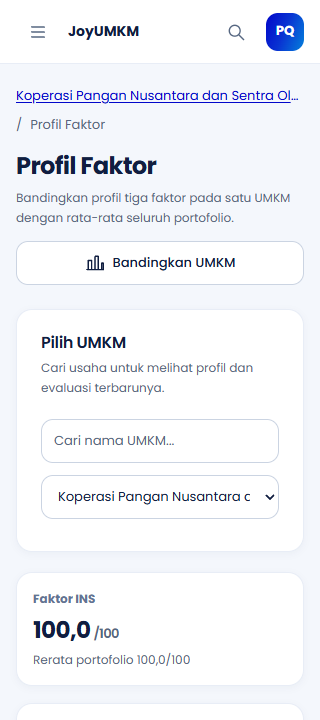 JoyUMKM
PQ
Koperasi Pangan Nusantara dan Sentra Ol...
/ Profil Faktor
Profil Faktor
Bandingkan profil tiga faktor pada satu UMKM
dengan rata-rata seluruh portofolio.
Bandingkan UMKM
Pilih UMKM
Cari usaha untuk melihat profil dan
evaluasi terbarunya.
Cari nama UMKM...
Koperasi Pangan Nusantara c
Faktor INS
100,0 /100
Rerata portofolio 100,0/100